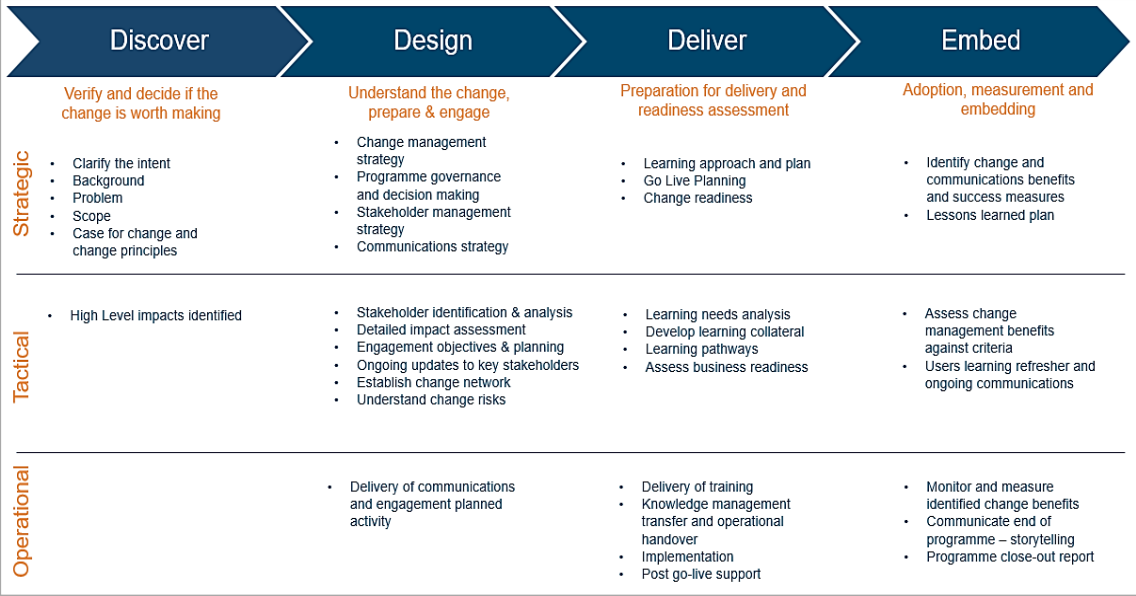 Discover
Design
Deliver
Embed
Verify and decide if the
change is worth making
Understand the change,
prepare & engage
Preparation for delivery and
readiness assessment
Adoption, measurement and
embedding
Strategic
• Clarify the intent
• Background
• Problem
• Scope
• Case for change and
change principles
• Change management
strategy
• Programme governance
and decision making
• Stakeholder management
strategy
• Communications strategy
• Learning approach and plan
• Go Live Planning
• Change readiness
• Identify change and
communications benefits
and success measures
• Lessons learned plan
Tactical
• High Level impacts identified
• Stakeholder identification & analysis
• Detailed impact assessment
• Engagement objectives & planning
• Ongoing updates to key stakeholders
• Establish change network
• Understand change risks
• Learning needs analysis
• Develop learning collateral
• Learning pathways
• Assess business readiness
• Assess change
management benefits
against criteria
• Users learning refresher and
ongoing communications
Operational
• Delivery of communications
and engagement planned
activity
• Delivery of training
• Knowledge management
transfer and operational
handover
• Implementation
• Post go-live support
• Monitor and measure
identified change benefits
• Communicate end of
programme – storytelling
• Programme close-out report